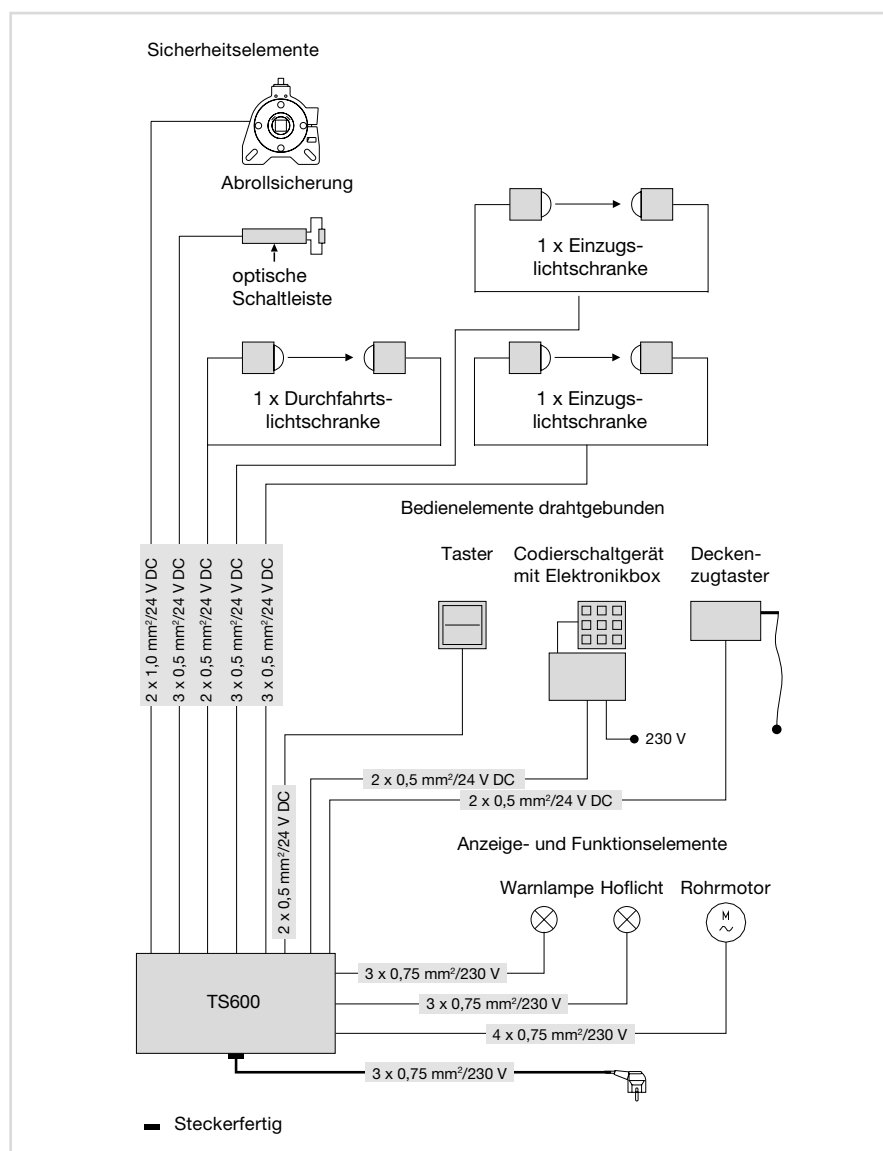 Sicherheitselemente
Abrollsicherung
optische
Schaltleiste
1 x Einzugs-
lichtschranke
1 x Durchfahrts-
lichtschranke
1 x Einzugs-
lichtschranke
Bedienelemente drahtgebunden
Taster
Codierschaltgerät
mit Elektronikbox
Decken-
zugtaster
2 x 1,0 mm²/24 V DC
3 x 0,5 mm²/24 V DC
2 x 0,5 mm²/24 V DC
3 x 0,5 mm²/24 V DC
3 x 0,5 mm²/24 V DC
230 V
2 x 0,5 mm²/24 V DC
2 x 0,5 mm²/24 V DC
2 x 0,5 mm²/24 V DC
Anzeige- und Funktionselemente
Warnlampe Hoflicht Rohrmotor
M
~
3 x 0,75 mm²/230 V
TS600
3 x 0,75 mm²/230 V
4 x 0,75 mm²/230 V
3 x 0,75 mm²/230 V
Steckerfertig